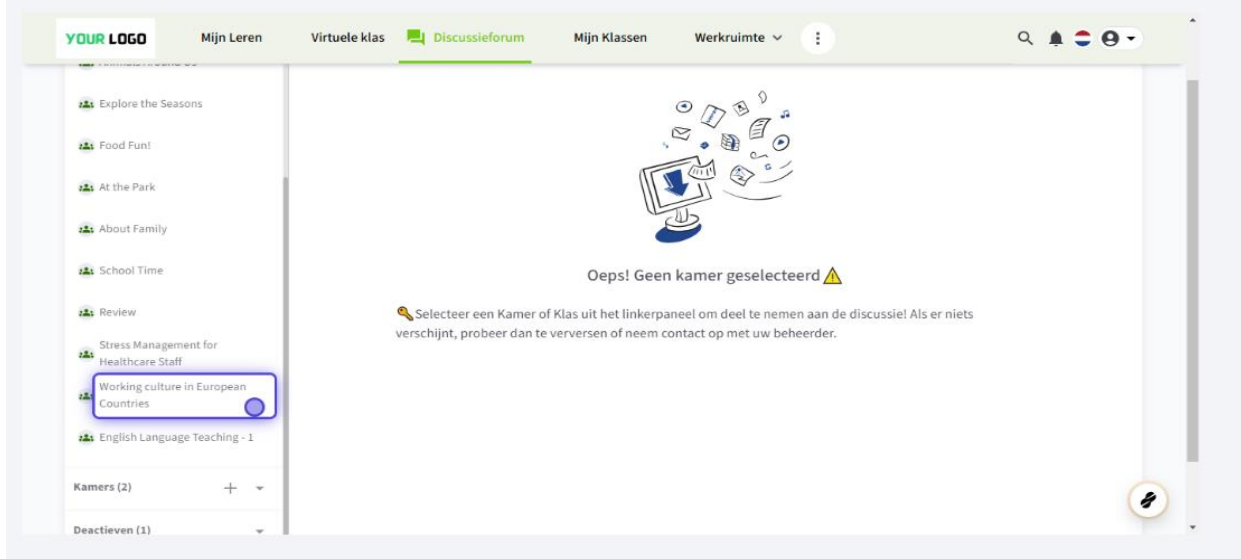 YOUR LOGO
Mijn Leren
Virtuele klas
Discussieforum
Mijn Klassen
Werkruimte
Explore the Seasons
Food Fun!
At the Park
About Family
School Time
Review
Stress Management for
Healthcare Staff
Working culture in European
Countries
English Language Teaching - 1
Kamers (2)
Deactieven (1)
Oeps! Geen kamer geselecteerd
Selecteer een Kamer of Klas uit het linkerpaneel om deel te nemen aan de discussie! Als er niets
verschijnt, probeer dan te verversen of neem contact op met uw beheerder.